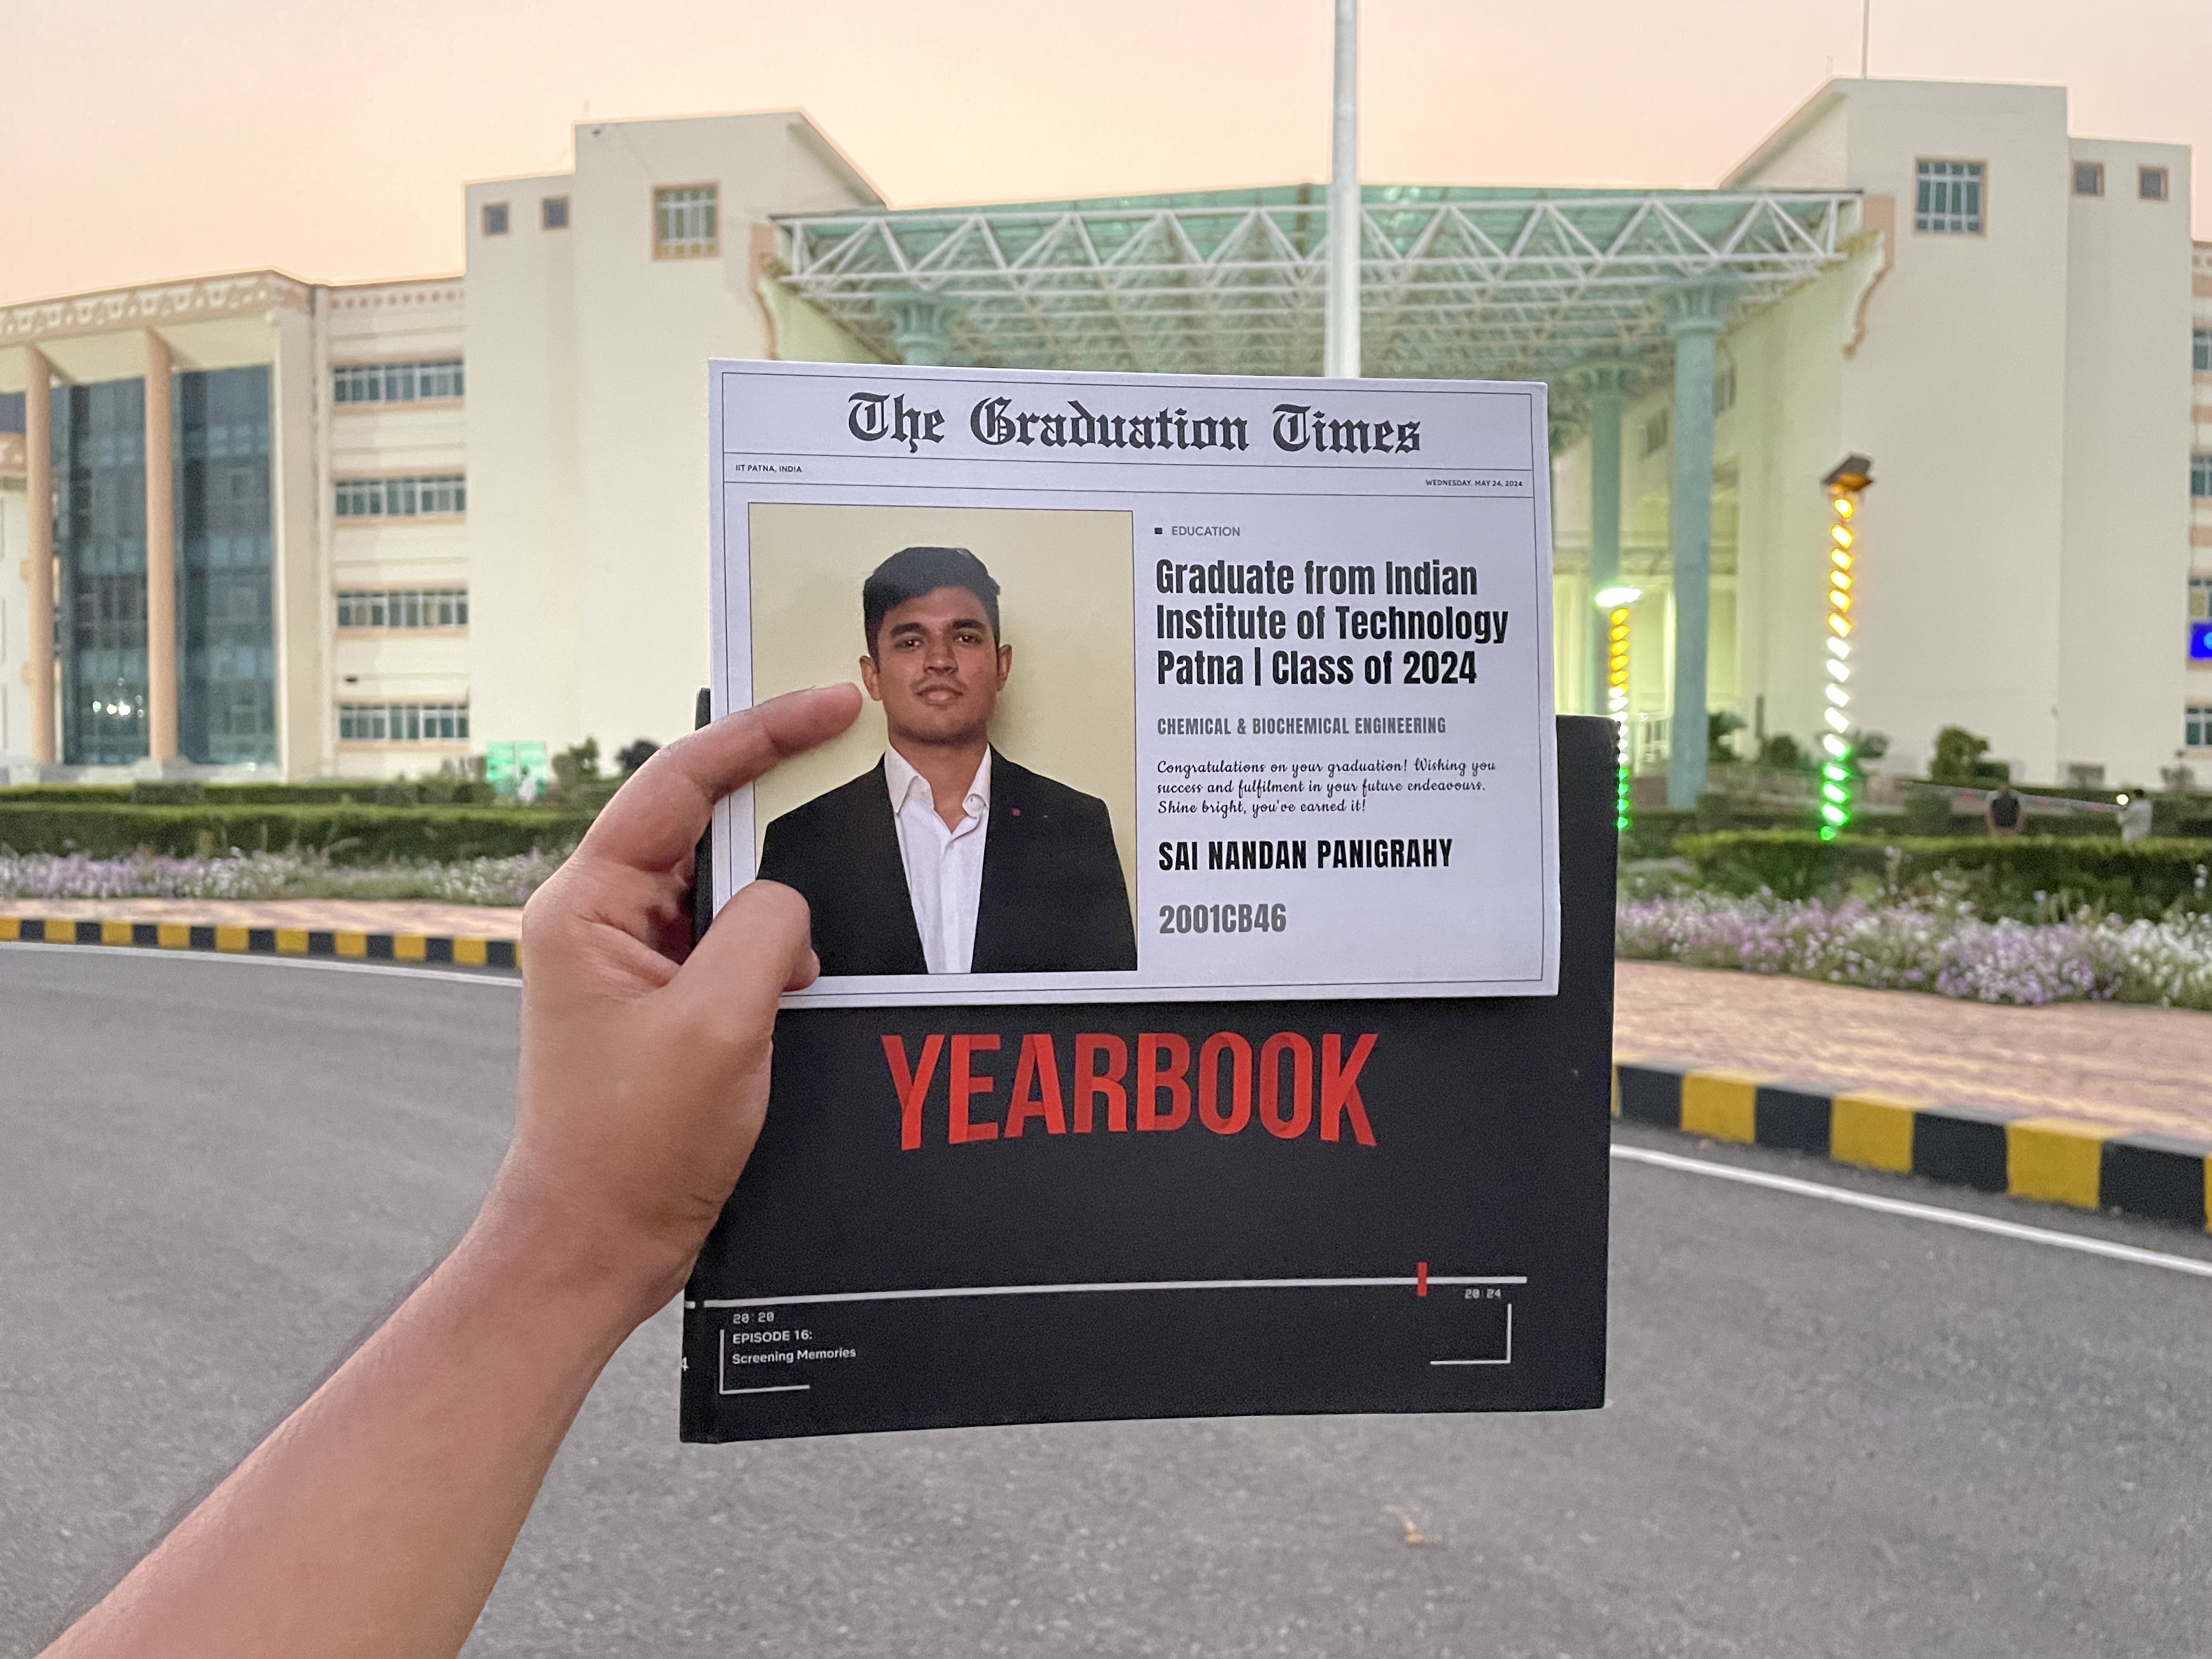 The Graduation Times
IIT PATNA, INDIA
WEDNESDAY, MAY 24, 2024
EDUCATION
Graduate from Indian
Institute of Technology
Patna | Class of 2024
CHEMICAL & BIOCHEMICAL ENGINEERING
Congratulations on your graduation! Wishing you
success and fulfilment in your future endeavours.
Shine bright, you've earned it!
SAI NANDAN PANIGRAHY
2001CB46
YEARBOOK
20:20
20:24
EPISODE 16:
Screening Memories
4